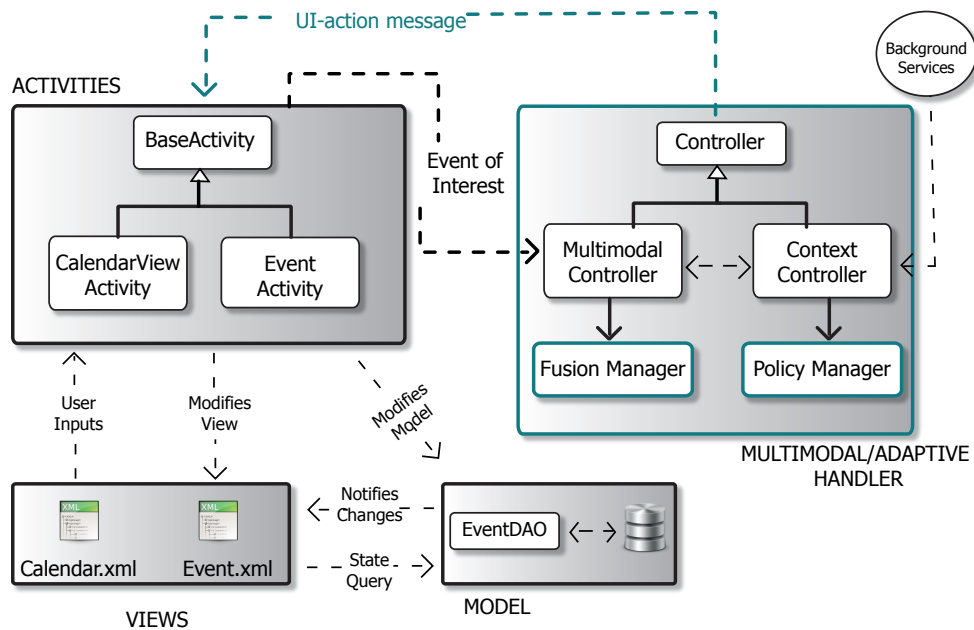 UI-action message
Background
Services
ACTIVITIES
BaseActivity
CalendarView
Activity
Event
Activity
Event of
Interest
Controller
Multimodal
Controller
Context
Controller
Fusion Manager
Policy Manager
MULTIMODAL/ADAPTIVE
HANDLER
User
Inputs
Modifies
View
Modifies
Model
XML
Calendar.xml
XML
Event.xml
VIEWS
Notifies
Changes
State
Query
EventDAO
MODEL